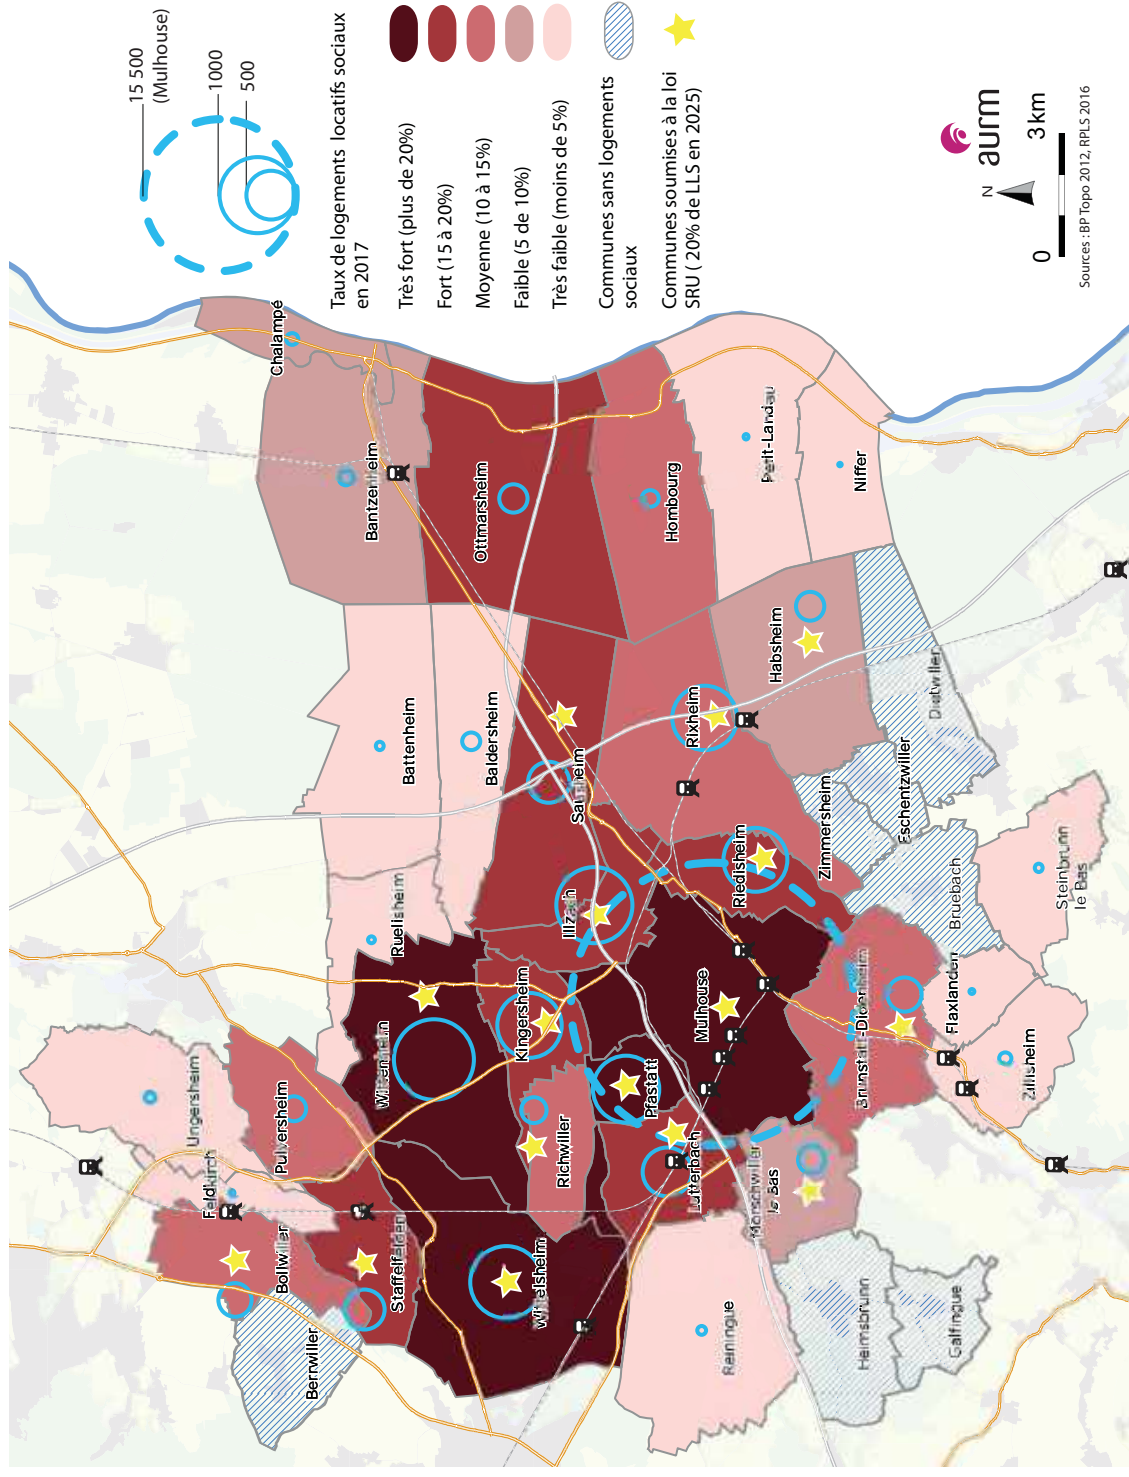 15 500
(Mulhouse)
1000
500
Taux de logements locatifs sociaux
en 2017
Très fort (plus de 20%)
Fort (15 à 20%)
Moyenne (10 à 15%)
Faible (5 de 10%)
Très faible (moins de 5%)
Communes sans logements
sociaux
Communes soumises à la loi
SRU ( 20% de LLS en 2025)
aurm
N
0
3 km
Sources : BP Topo 2012, RPLS 2016
Chalampé
Bantzenheim
Ottmarsheim
Hombourg
Petit-Landau
Niffer
Battenheim
Baldersheim
Sausheim
Rixheim
Habsheim
Dietwiller
Eschentzwiller
Zimmersheim
Riedisheim
Illzach
Ruelisheim
Bruebach
Steinbrunn
le Bas
Wittenheim
Kingersheim
Mulhouse
Brunstatt-Didenheim
Flaxlanden
Zillisheim
Pfastatt
Ungersheim
Pulversheim
Feldkirch
Richwiller
Lutterbach
Morschwiller
le Bas
Bollwiller
Staffelfelden
Wittelsheim
Berrwiller
Reiningue
Heimsbrunn
Galfingue